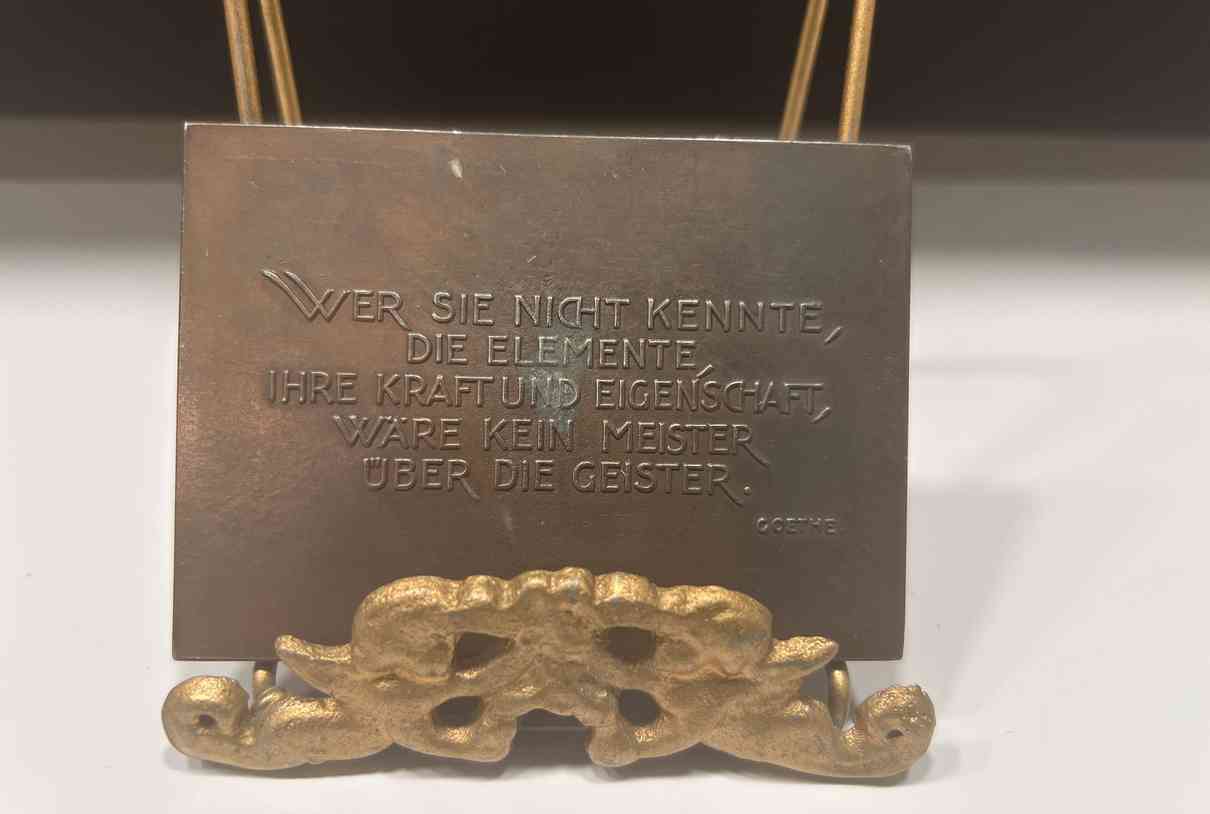 WER SIE NICHT KENNTE,
DIE ELEMENTE,
IHRE KRAFT UND EIGENSCHAFT,
WÄRE KEIN MEISTER
ÜBER DIE GEISTER.
GOETHE